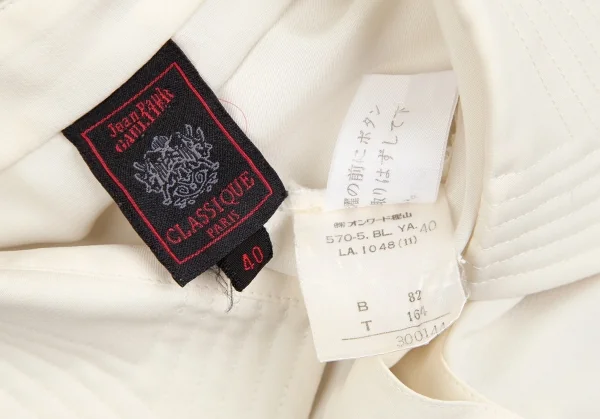 Jean Paul
GAULTIER
CLASSIQUE
PARIS
40
の前にボタン
取りはずして下
㈱オンワード樫山
570-5. BL. YA. 40
LA. 1048 (11)
B 82
T 164
300144